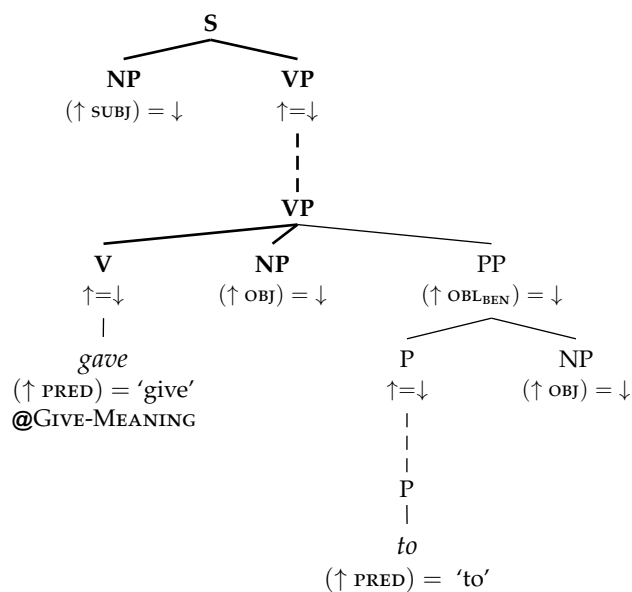 S
NP VP
(↑ SUBJ) = ↓ ↑=↓
VP
V NP PP
↑=↓ (↑ OBJ) = ↓ (↑ OBL_BEN) = ↓
gave P NP
(↑ PRED) = ‘give’ ↑=↓ (↑ OBJ) = ↓
@GIVE-MEANING
P
to
(↑ PRED) = ‘to’